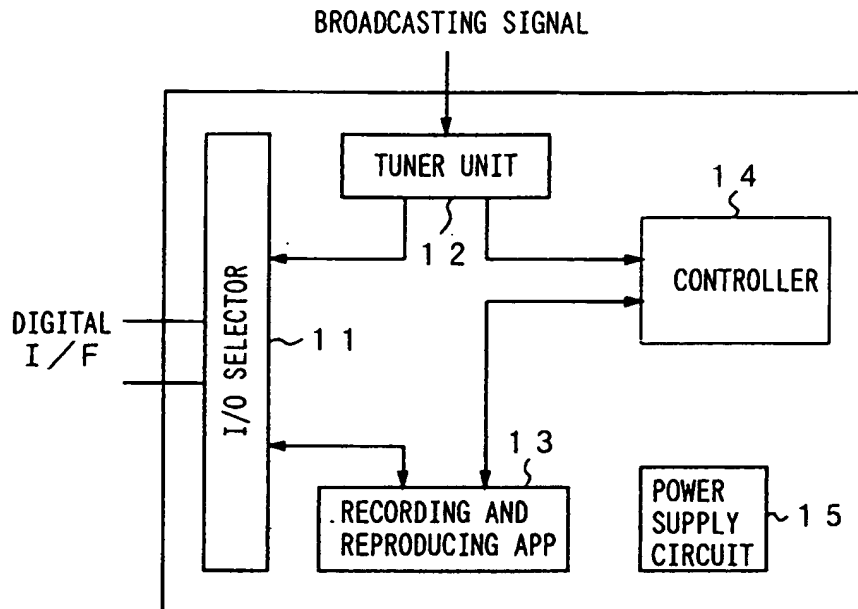 BROADCASTING SIGNAL
TUNER UNIT
12
14
CONTROLLER
DIGITAL
I/F
I/O SELECTOR
11
13
.RECORDING AND
REPRODUCING APP
POWER
SUPPLY
CIRCUIT
15